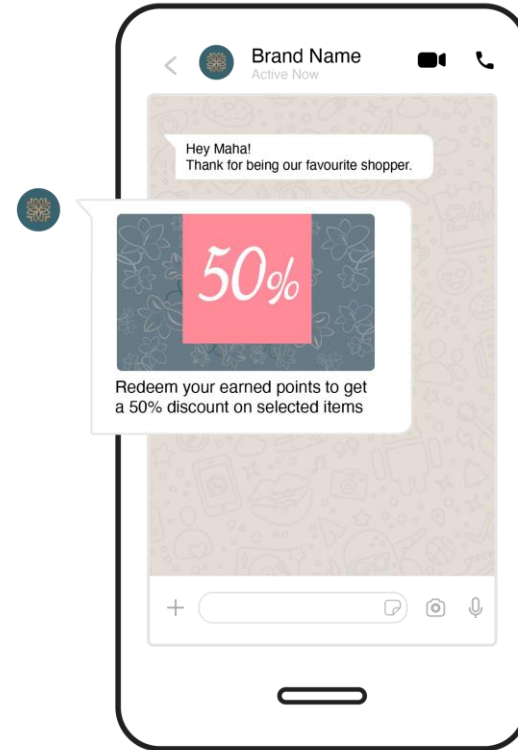 Brand Name
Active Now
Hey Maha!
Thank for being our favourite shopper.
50%
Redeem your earned points to get
a 50% discount on selected items